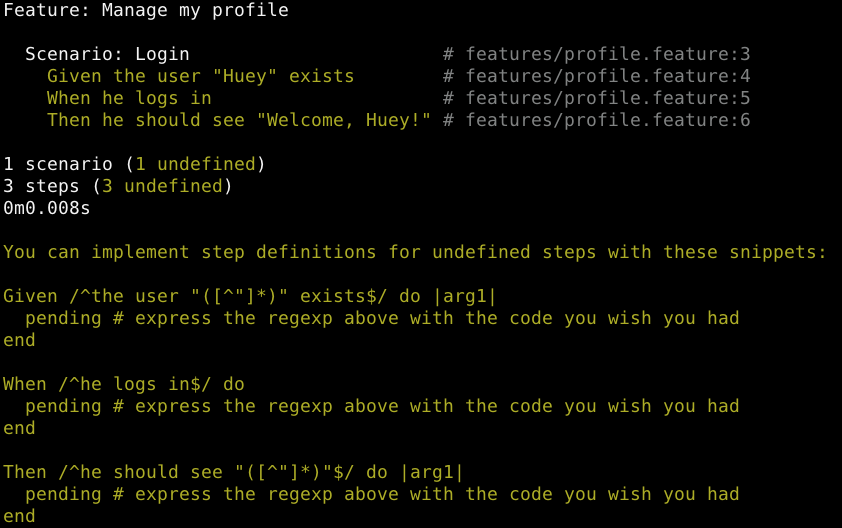 Feature: Manage my profile
Scenario: Login # features/profile.feature:3
Given the user "Huey" exists # features/profile.feature:4
When he logs in # features/profile.feature:5
Then he should see "Welcome, Huey!" # features/profile.feature:6
1 scenario (1 undefined)
3 steps (3 undefined)
0m0.008s
You can implement step definitions for undefined steps with these snippets:
Given /^the user "([^"]*)" exists$/ do |arg1|
pending # express the regexp above with the code you wish you had
end
When /^he logs in$/ do
pending # express the regexp above with the code you wish you had
end
Then /^he should see "([^"]*)"$/ do |arg1|
pending # express the regexp above with the code you wish you had
end